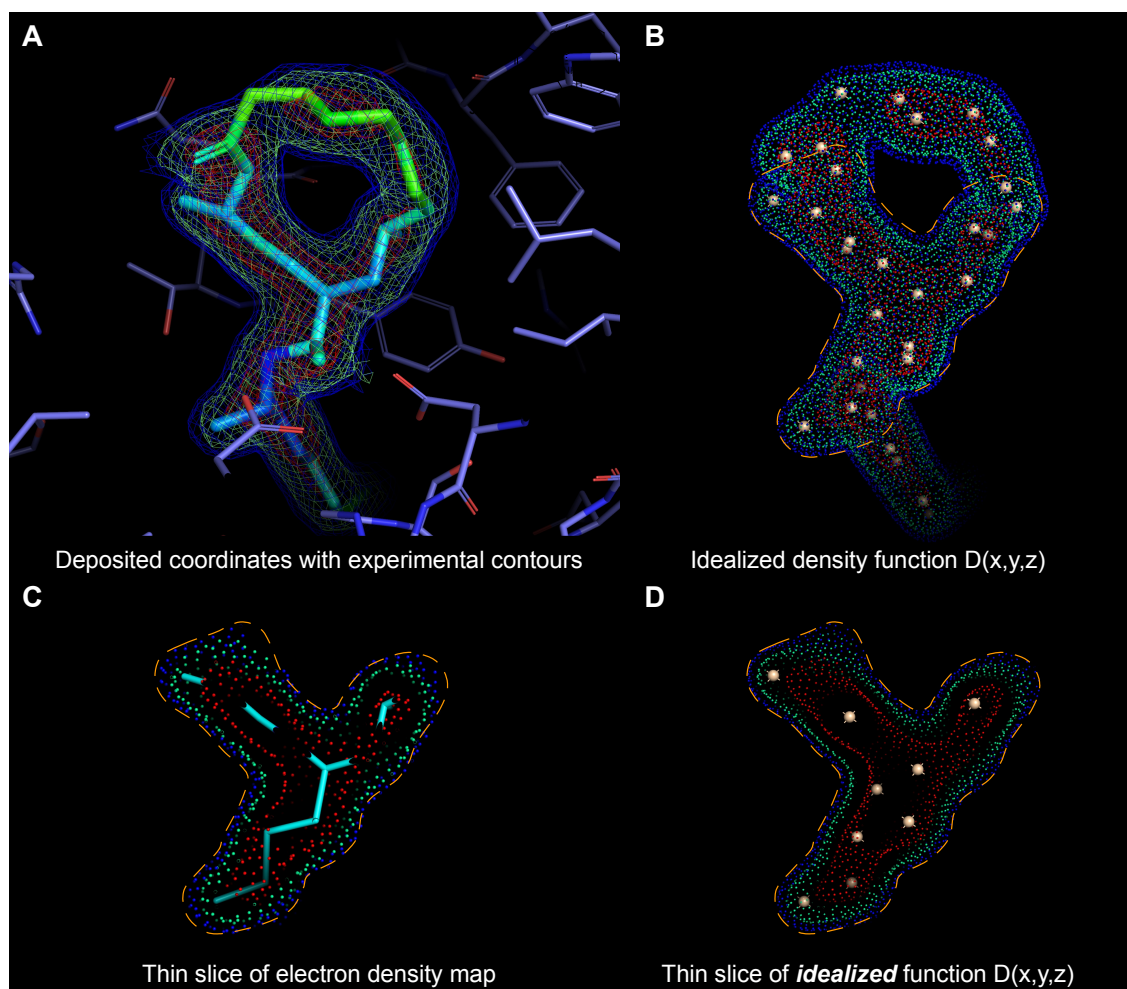 A
B
Deposited coordinates with experimental contours
Idealized density function D(x,y,z)
C
D
Thin slice of electron density map
Thin slice of idealized function D(x,y,z)